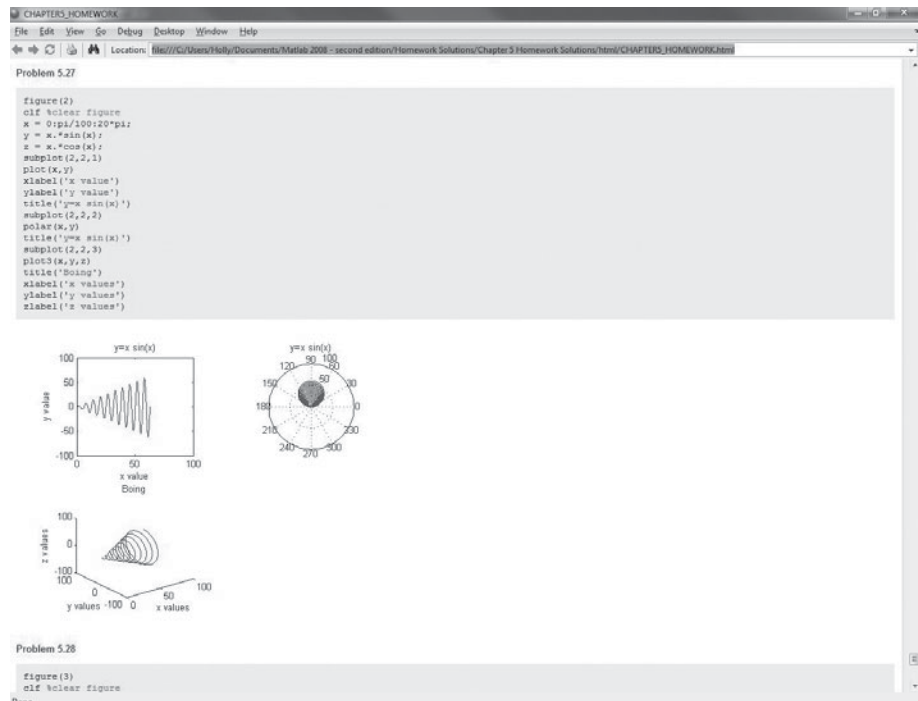 CHAPTER5_HOMEWORK
File Edit View Go Debug Desktop Window Help
Location: file:///C:/Users/Holly/Documents/Matlab 2008 - second edition/Homework Solutions/Chapter 5 Homework Solutions/html/CHAPTER5_HOMEWORK.html
Problem 5.27
figure(2)
clf %clear figure
x = 0:pi/100:20*pi;
y = x.*sin(x);
z = x.*cos(x);
subplot(2,2,1)
plot(x,y)
xlabel('x value')
ylabel('y value')
title('y=x sin(x)')
subplot(2,2,2)
polar(x,y)
title('y=x sin(x)')
subplot(2,2,3)
plot3(x,y,z)
title('Boing')
xlabel('x values')
ylabel('y values')
zlabel('z values')
y=x sin(x)
100
50
0
-50
-100
y value
0 50 100
x value
y=x sin(x)
90 100
120 60
50
150 30
180 0
210 330
240 300
270
Boing
100
0
-100
z values
100 0 -100
y values
0 50 100
x values
Problem 5.28
figure(3)
clf %clear figure